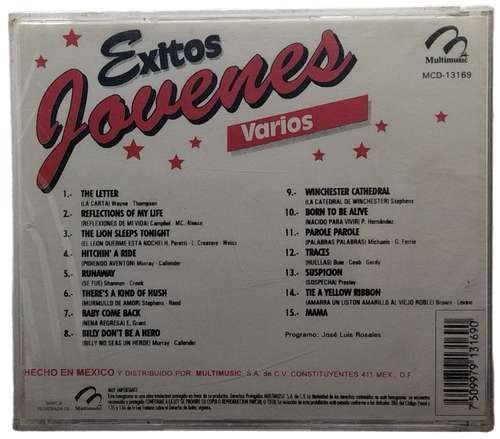 Exitos
Jovenes
Varios
Multimusic
MCD-13169
1.- THE LETTER
(LA CARTA) Wayne · Thompson
2.- REFLECTIONS OF MY LIFE
(REFLEXIONES DE MI VIDA) Campbel · MC. Aleese
3.- THE LION SLEEPS TONIGHT
(EL LEON DUERME ESTA NOCHE) H. Peretti · L. Creatore · Weiss
4.- HITCHIN' A RIDE
(PIDIENDO AVENTON) Murray · Callender
5.- RUNAWAY
(SE FUE) Shannon · Crook
6.- THERE'S A KIND OF HUSH
(MURMULLO DE AMOR) Stephens · Reed
7.- BABY COME BACK
(NENA REGRESA) E. Grant
8.- BILLY DON'T BE A HERO
(BILLY NO SEAS UN HEROE) Murray · Callender
9.- WINCHESTER CATHEDRAL
(LA CATEDRAL DE WINCHESTER) Stephens
10.- BORN TO BE ALIVE
(NACIDO PARA VIVIR) P. Hernández
11.- PAROLE PAROLE
(PALABRAS PALABRAS) Michaele · G. Ferrio
12.- TRACES
(HUELLAS) Buie · Coob · Gordy
13.- SUSPICION
(SOSPECHA) Presley
14.- TIE A YELLOW RIBBON
(AMARRA UN LISTON AMARILLO AL VIEJO ROBLE) Brown · Levine
15.- MAMA
Programo: José Luis Rosales
7 509979 131690
HECHO EN MEXICO Y DISTRIBUIDO POR: MULTIMUSIC, S.A. de C.V. CONSTITUYENTES 411 MEX., D.F.
MARCA
REGISTRADA DE
Multimusic
MUY IMPORTANTE